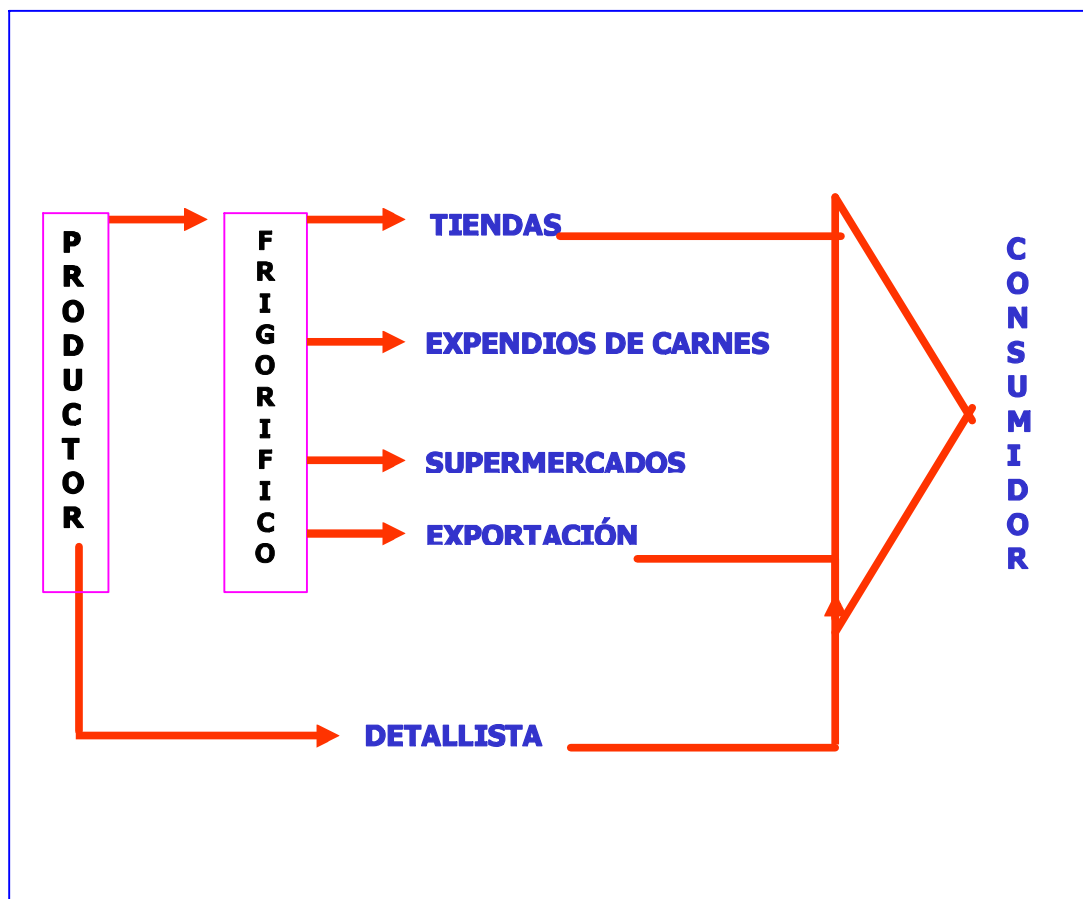 PRODUCTOR
FRIGORIFICO
TIENDAS
EXPENDIOS DE CARNES
SUPERMERCADOS
EXPORTACIÓN
DETALLISTA
CONSUMIDOR